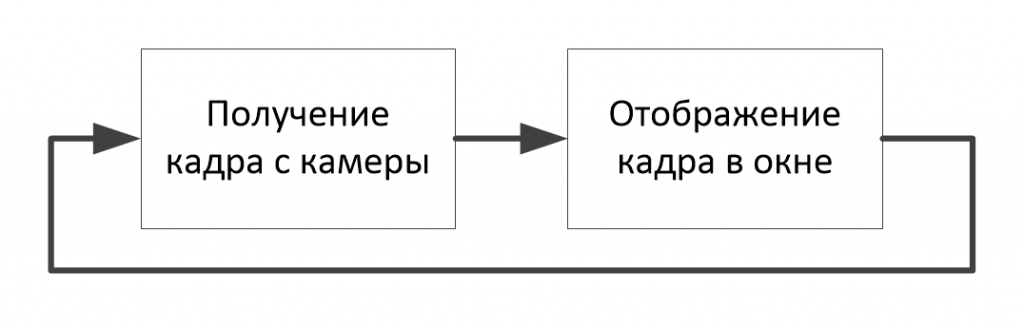 Получение
кадра с камеры
Отображение
кадра в окне